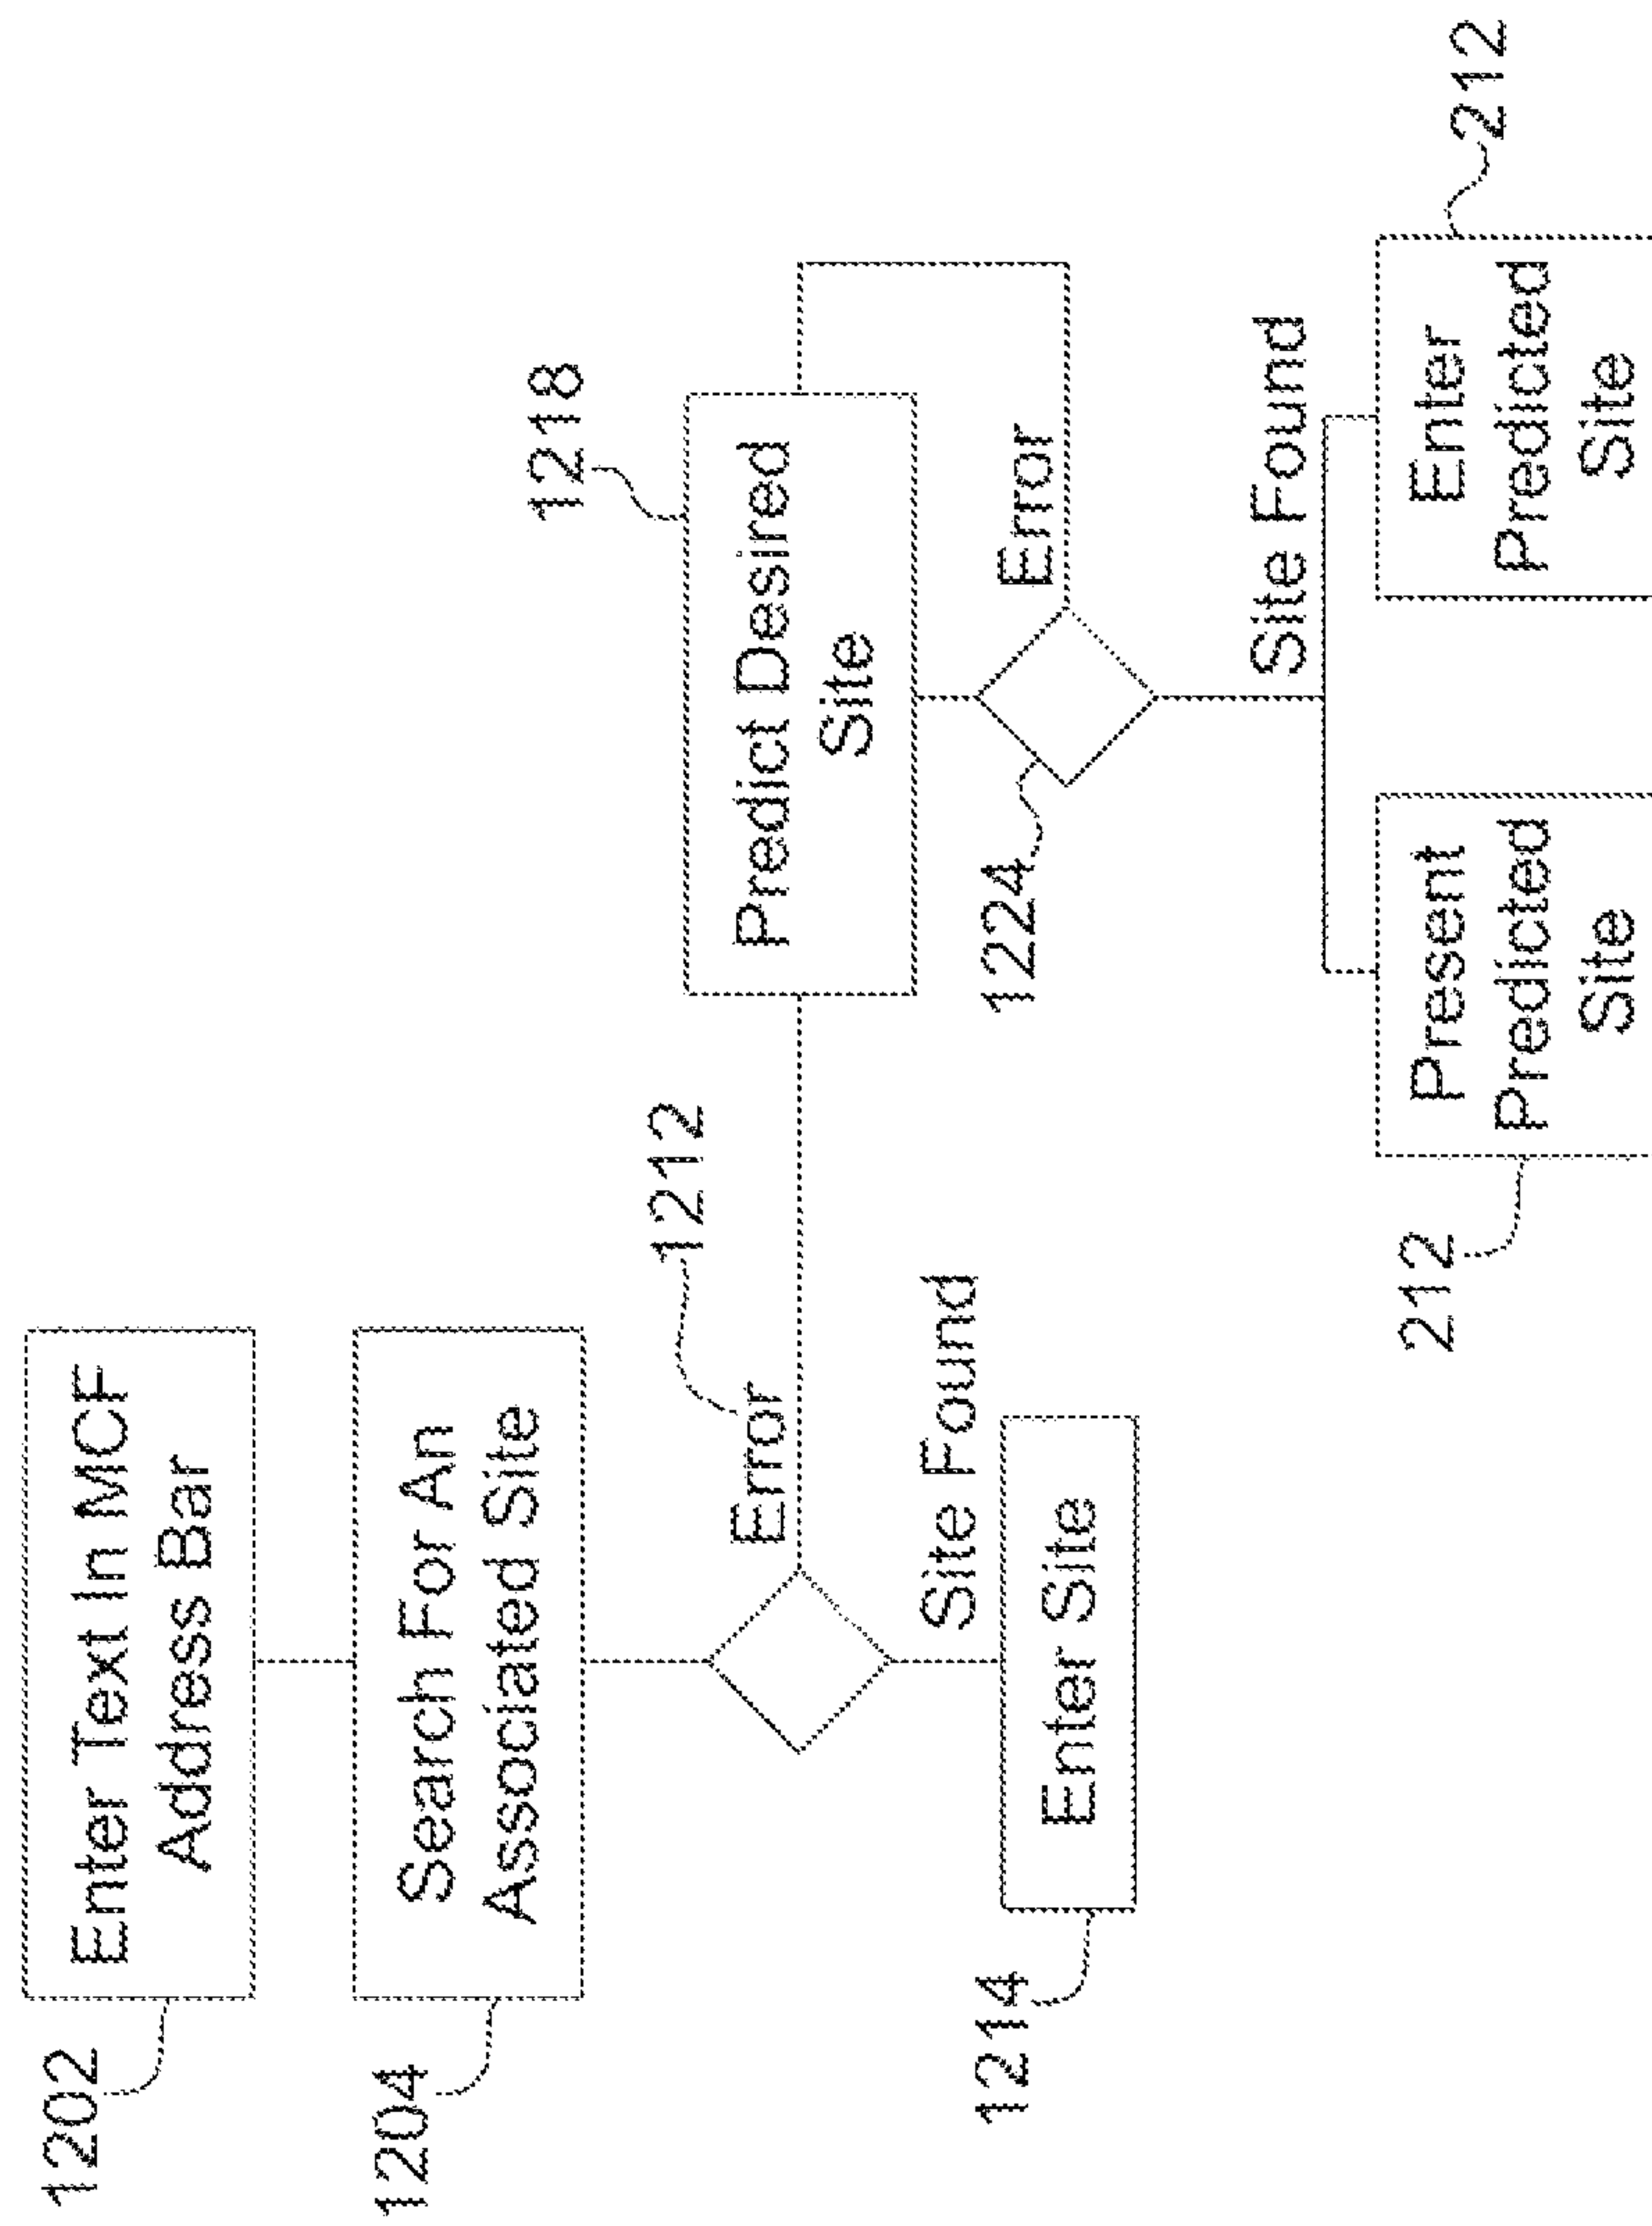 1202
Enter Text In MCF
Address Bar
1204
Search For An
Associated Site
Error
1212
Site Found
1214
Enter Site
1218
Predict Desired
Site
1224
Error
Site Found
212
Present
Predicted
Site
212
Enter
Predicted
Site